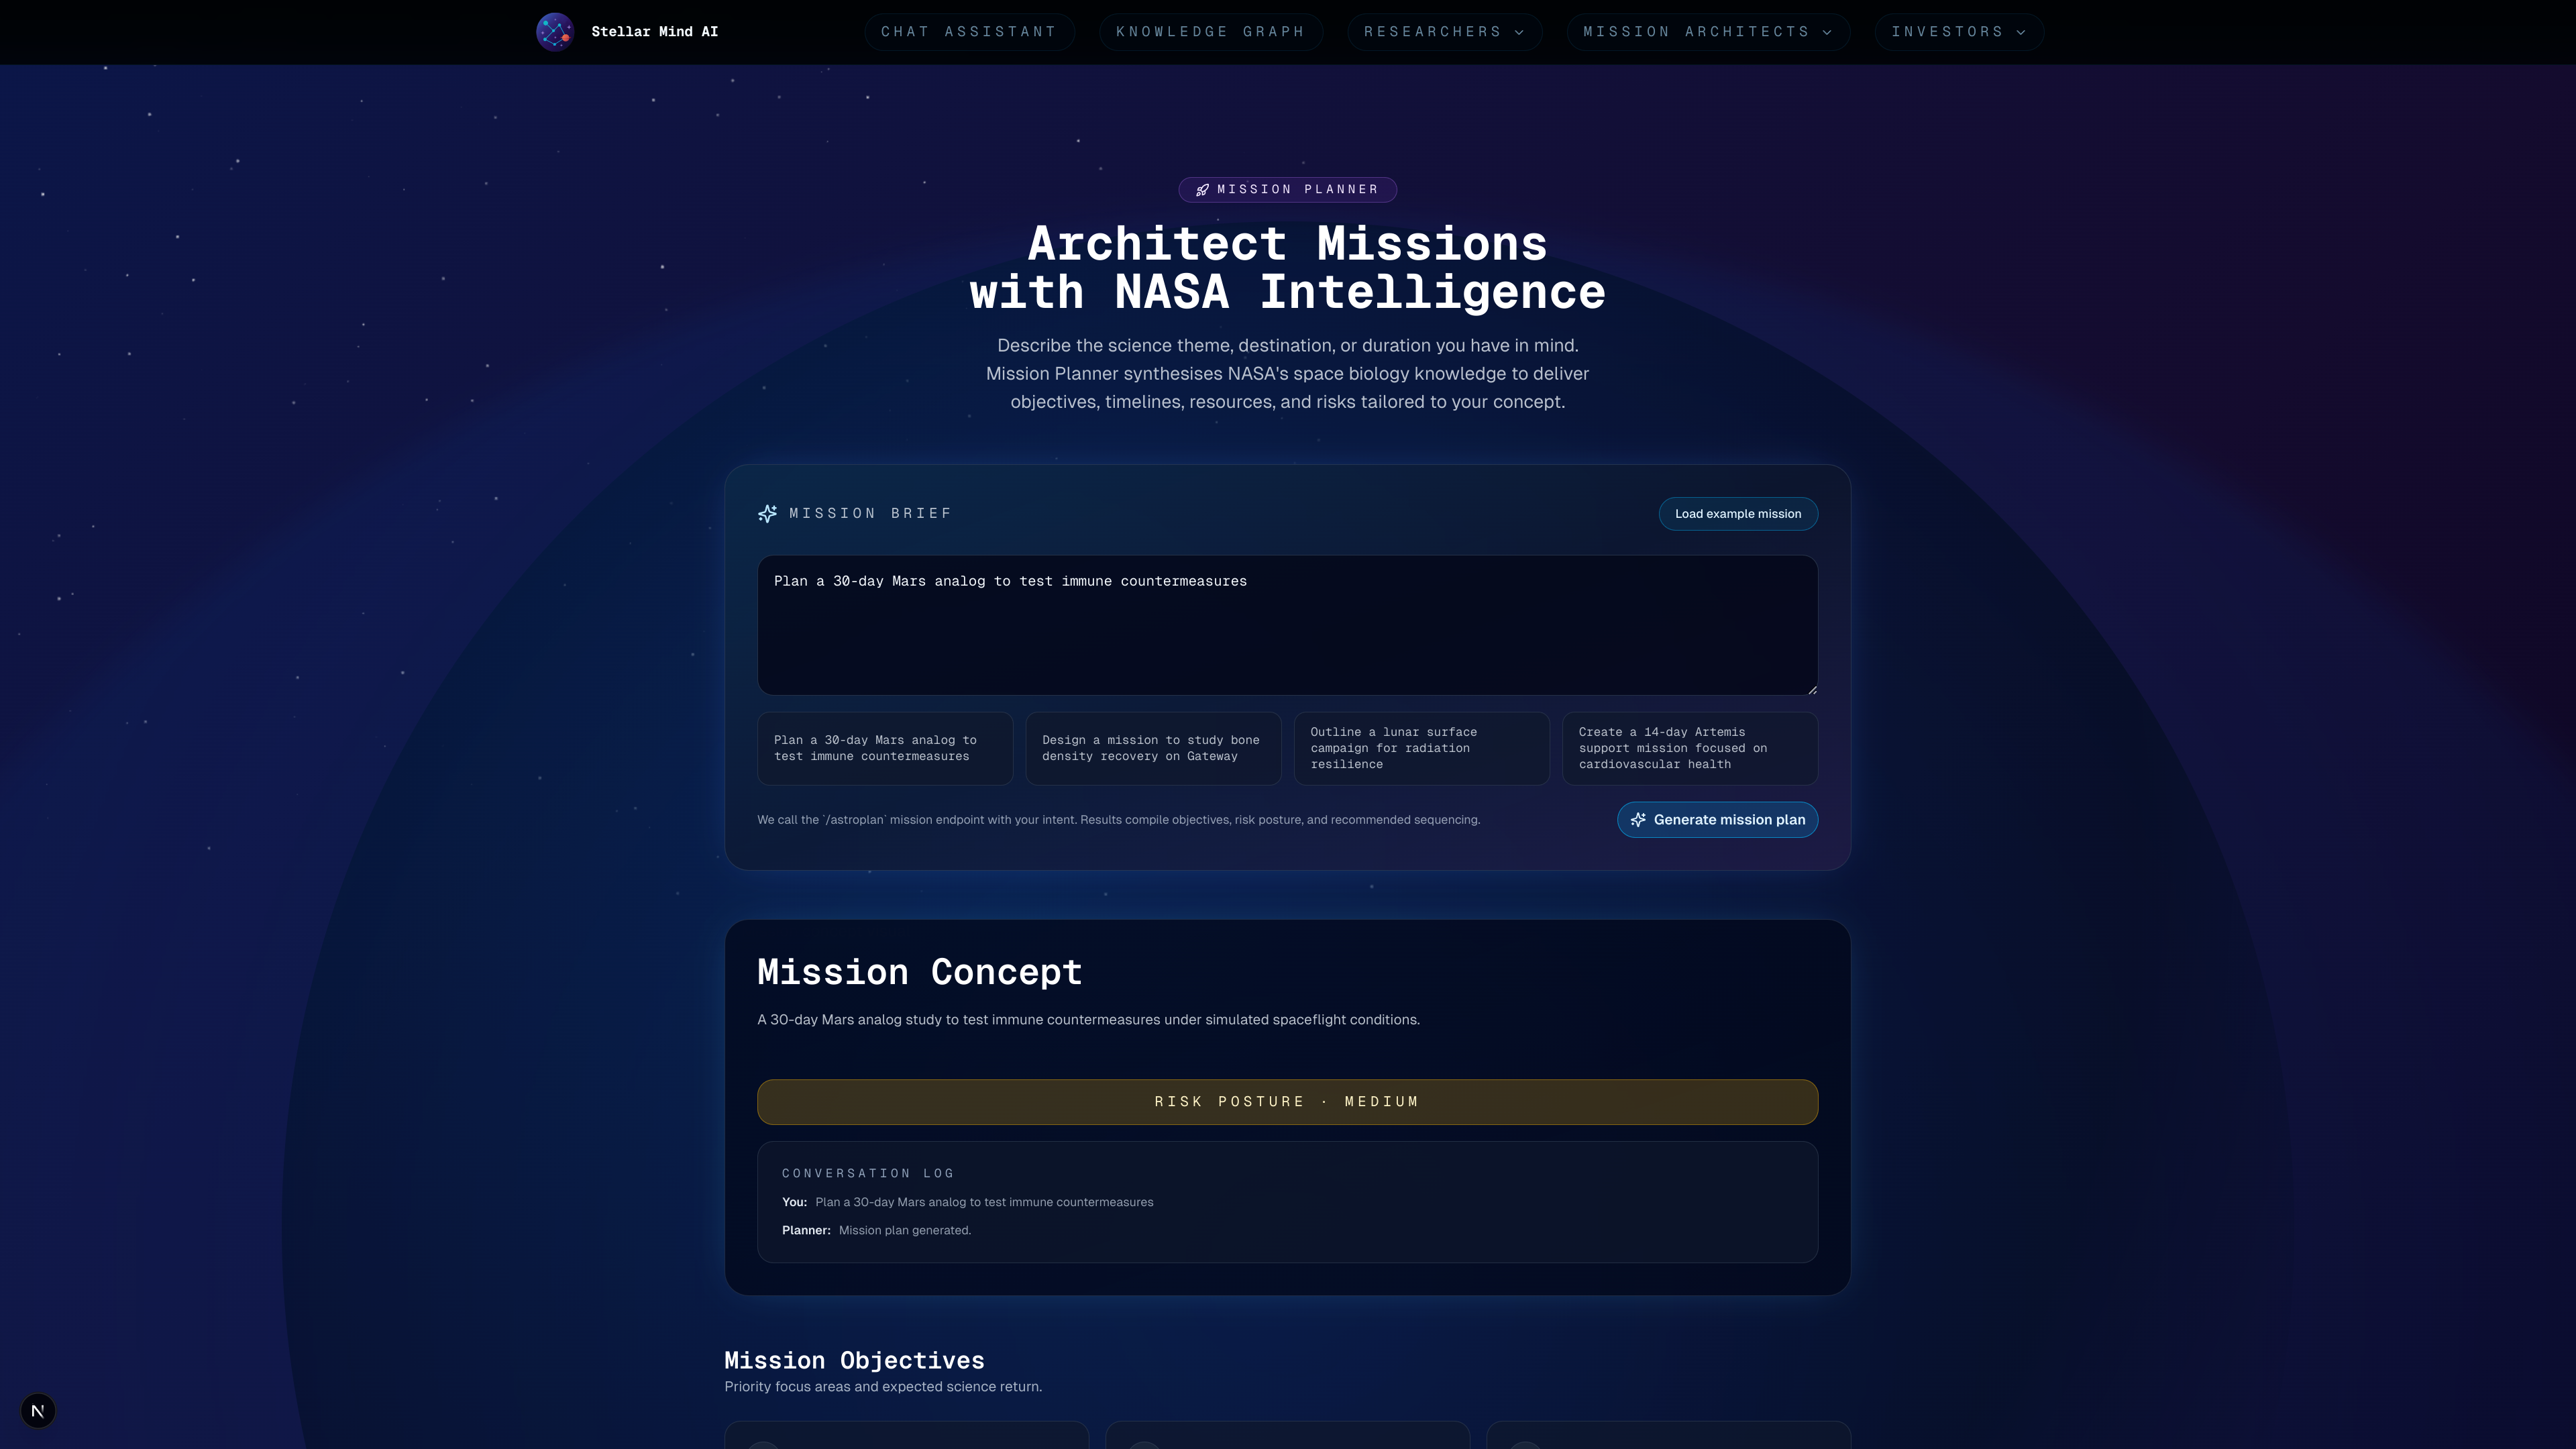 Stellar Mind AI
CHAT ASSISTANT
KNOWLEDGE GRAPH
RESEARCHERS
MISSION ARCHITECTS
INVESTORS
MISSION PLANNER
Architect Missions
with NASA Intelligence
Describe the science theme, destination, or duration you have in mind.
Mission Planner synthesises NASA's space biology knowledge to deliver
objectives, timelines, resources, and risks tailored to your concept.
MISSION BRIEF
Load example mission
Plan a 30-day Mars analog to test immune countermeasures
Plan a 30-day Mars analog to
test immune countermeasures
Design a mission to study bone
density recovery on Gateway
Outline a lunar surface
campaign for radiation
resilience
Create a 14-day Artemis
support mission focused on
cardiovascular health
We call the `/astroplan` mission endpoint with your intent. Results compile objectives, risk posture, and recommended sequencing.
Generate mission plan
Mission Concept
A 30-day Mars analog study to test immune countermeasures under simulated spaceflight conditions.
RISK POSTURE · MEDIUM
CONVERSATION LOG
You: Plan a 30-day Mars analog to test immune countermeasures
Planner: Mission plan generated.
Mission Objectives
Priority focus areas and expected science return.
N